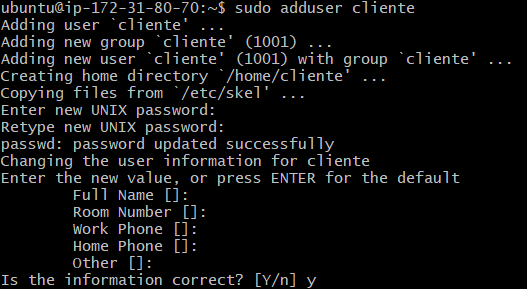 ubuntu@ip-172-31-80-70:~$ sudo adduser cliente
Adding user `cliente' ...
Adding new group `cliente' (1001) ...
Adding new user `cliente' (1001) with group `cliente' ...
Creating home directory `/home/cliente' ...
Copying files from `/etc/skel' ...
Enter new UNIX password:
Retype new UNIX password:
passwd: password updated successfully
Changing the user information for cliente
Enter the new value, or press ENTER for the default
        Full Name []:
        Room Number []:
        Work Phone []:
        Home Phone []:
        Other []:
Is the information correct? [Y/n] y